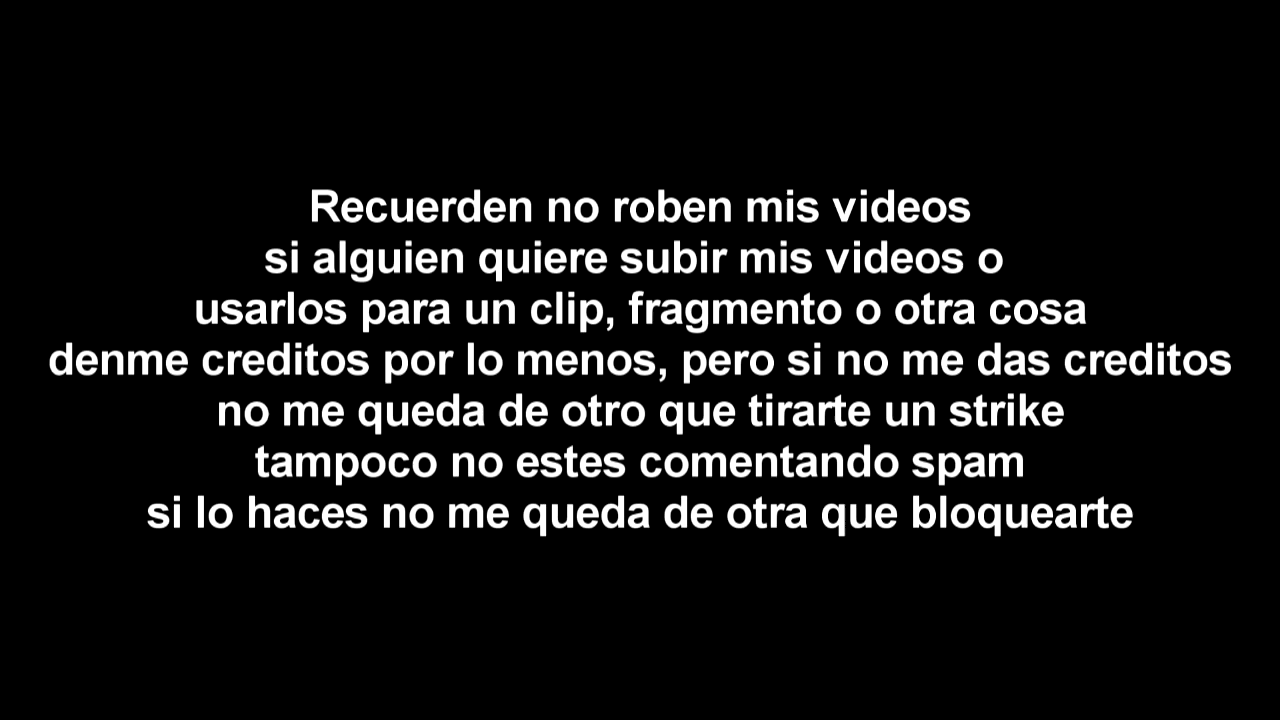 Recuerden no roben mis videos
si alguien quiere subir mis videos o
usarlos para un clip, fragmento o otra cosa
denme creditos por lo menos, pero si no me das creditos
no me queda de otro que tirarte un strike
tampoco no estes comentando spam
si lo haces no me queda de otra que bloquearte